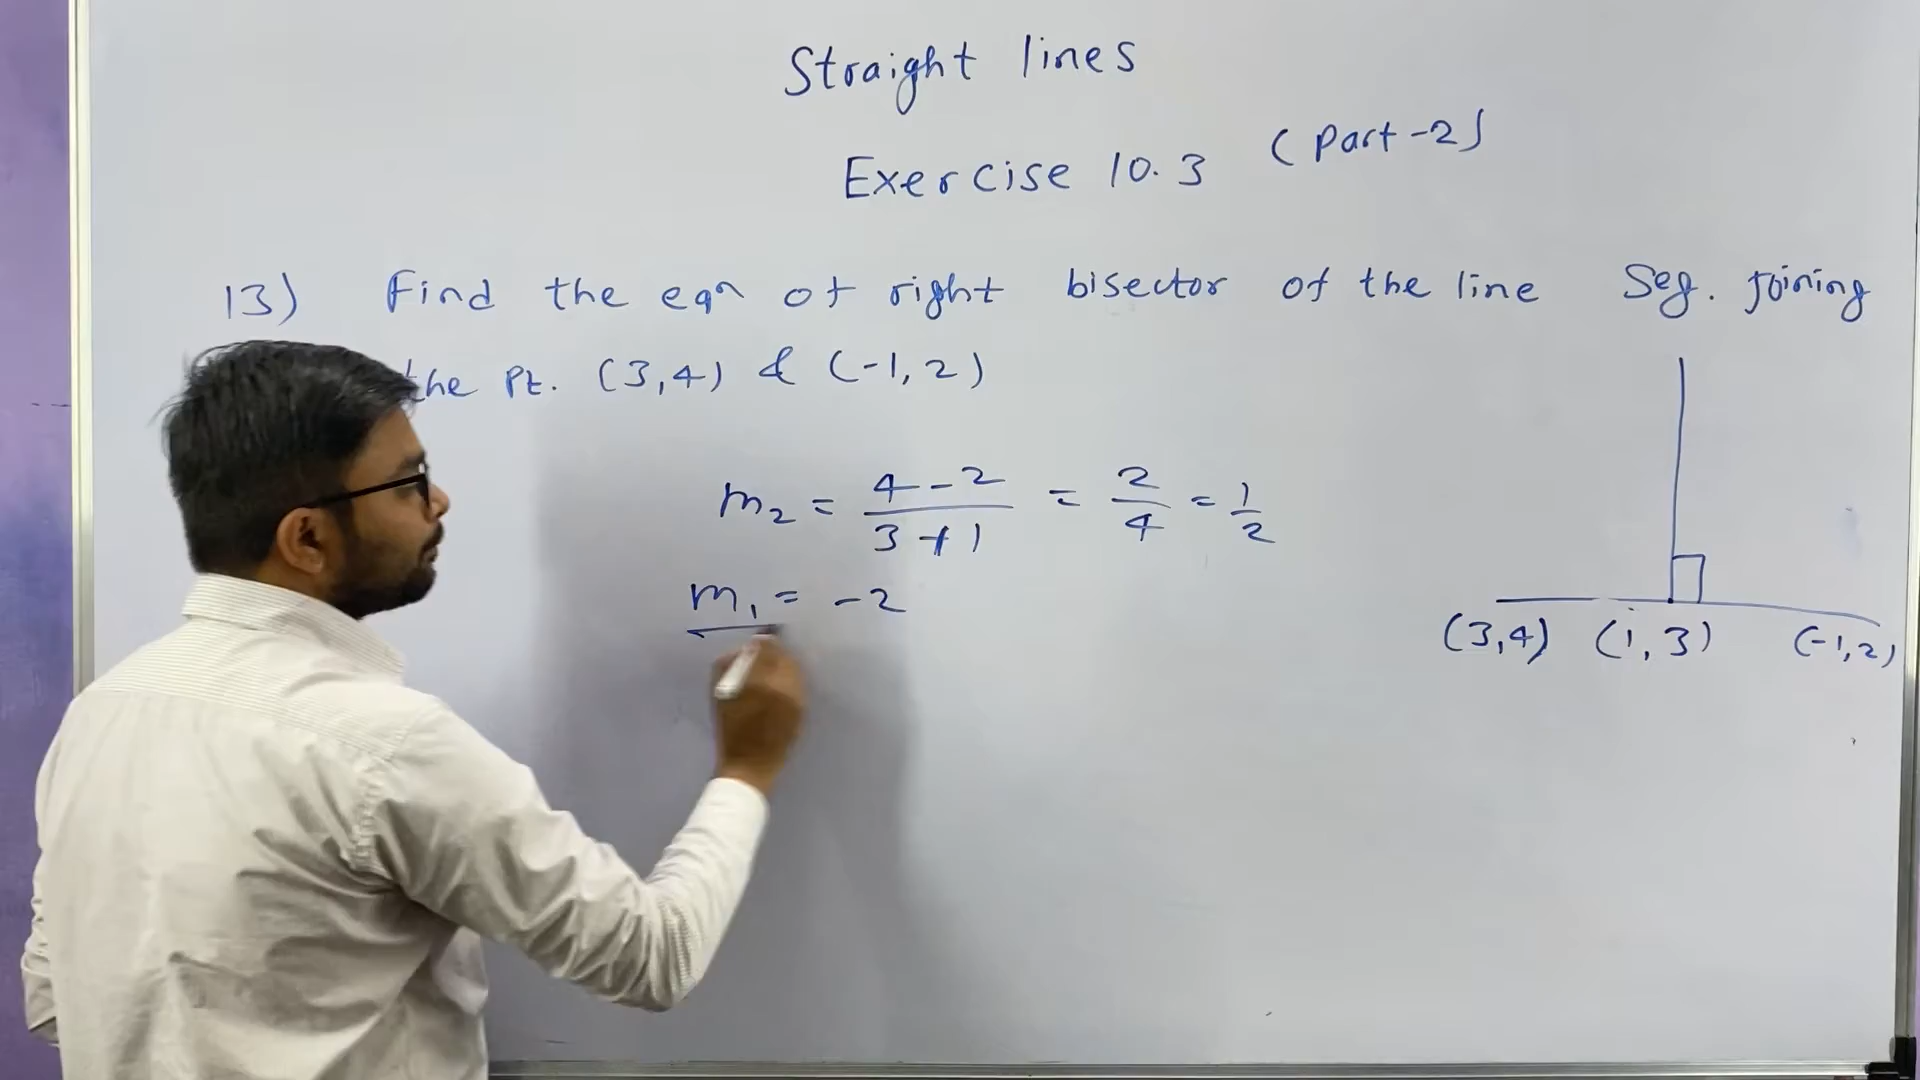 Straight lines
Exercise 10.3 (part-2)
13) Find the eqn of right bisector of the line Seg. joining
the Pt. (3,4) & (-1,2)
m₂ = 4-2/3+1 = 2/4 = 1/2
m₁ = -2
(3,4) (1,3) (-1,2)